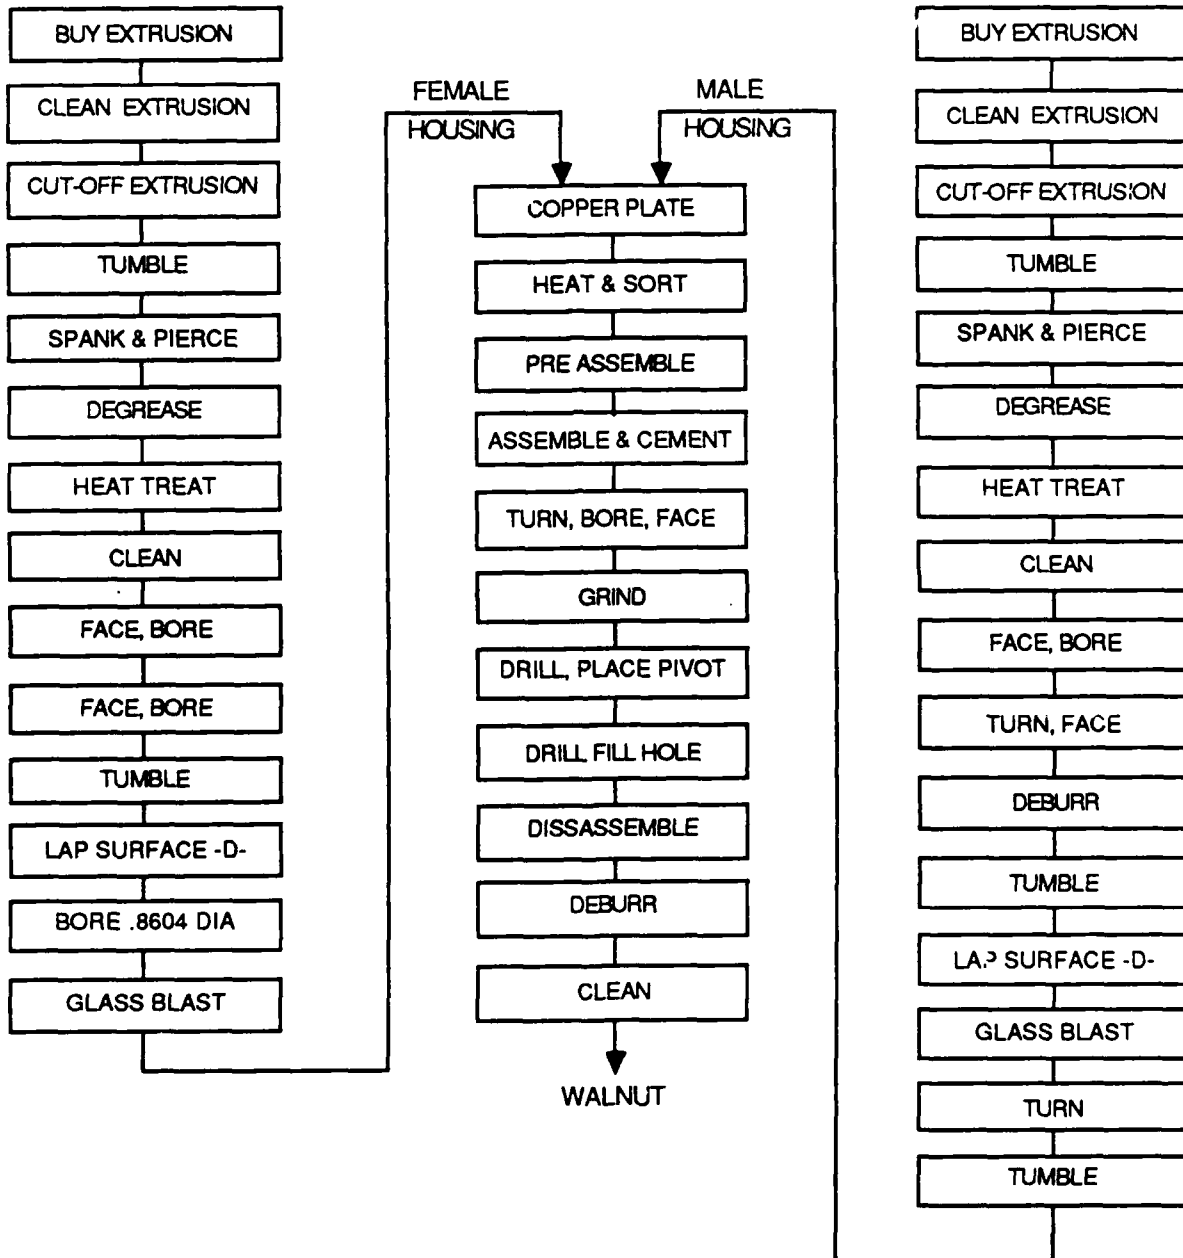 BUY EXTRUSION
CLEAN EXTRUSION
CUT-OFF EXTRUSION
TUMBLE
SPANK & PIERCE
DEGREASE
HEAT TREAT
CLEAN
FACE, BORE
FACE, BORE
TUMBLE
LAP SURFACE -D-
BORE .8604 DIA
GLASS BLAST
FEMALE
HOUSING
MALE
HOUSING
COPPER PLATE
HEAT & SORT
PRE ASSEMBLE
ASSEMBLE & CEMENT
TURN, BORE, FACE
GRIND
DRILL, PLACE PIVOT
DRILL FILL HOLE
DISSASSEMBLE
DEBURR
CLEAN
WALNUT
BUY EXTRUSION
CLEAN EXTRUSION
CUT-OFF EXTRUSION
TUMBLE
SPANK & PIERCE
DEGREASE
HEAT TREAT
CLEAN
FACE, BORE
TURN, FACE
DEBURR
TUMBLE
LAP SURFACE -D-
GLASS BLAST
TURN
TUMBLE